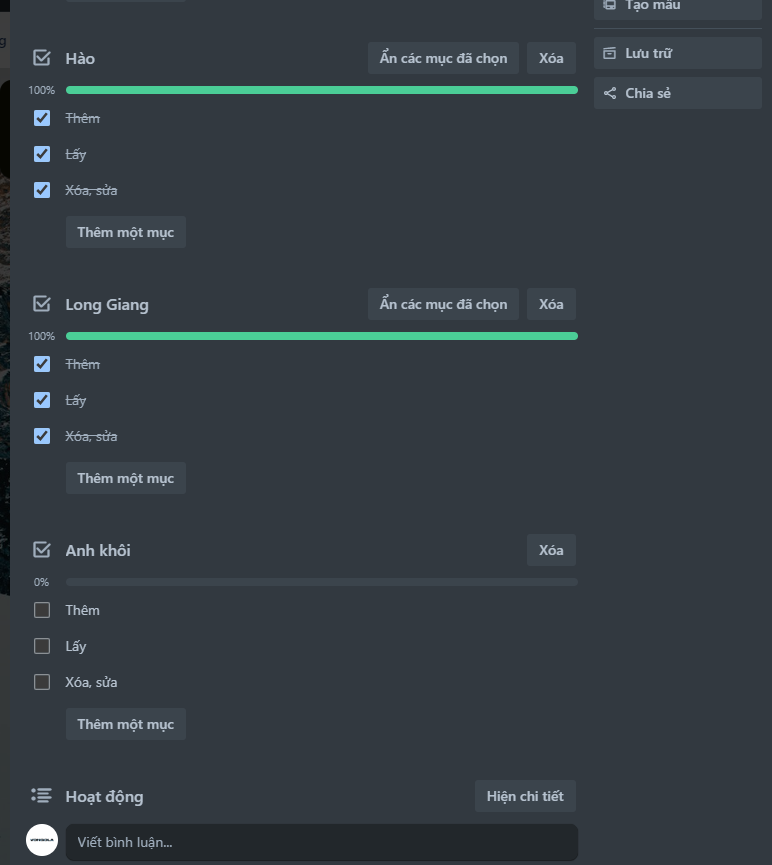 Tạo mẫu
Hào
Ẩn các mục đã chọn
Xóa
Lưu trữ
100%
Chia sẻ
Thêm
Lấy
Xóa, sửa
Thêm một mục
Long Giang
Ẩn các mục đã chọn
Xóa
100%
Thêm
Lấy
Xóa, sửa
Thêm một mục
Anh khôi
Xóa
0%
Thêm
Lấy
Xóa, sửa
Thêm một mục
Hoạt động
Hiện chi tiết
Viết bình luận...